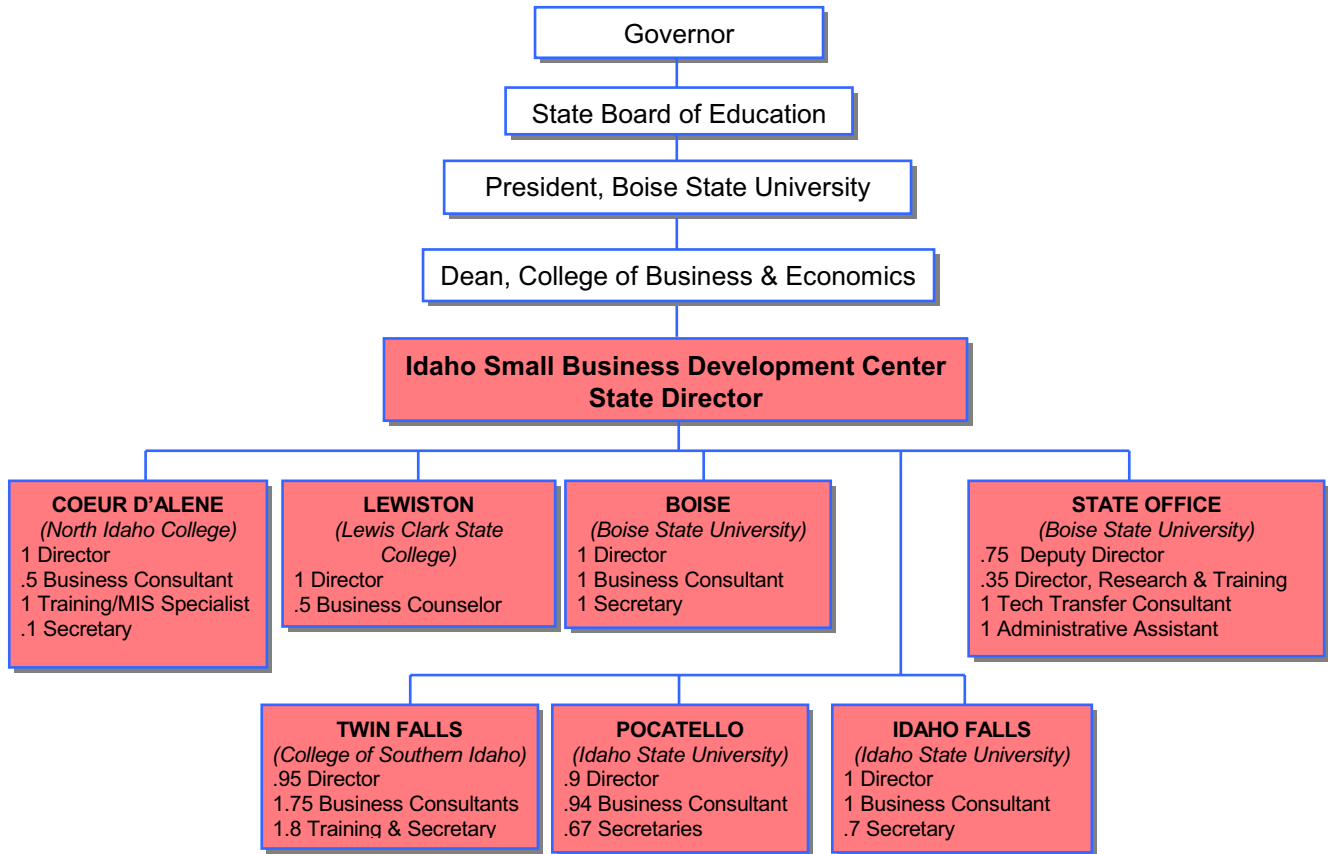 Governor
State Board of Education
President, Boise State University
Dean, College of Business & Economics
Idaho Small Business Development Center
State Director
COEUR D’ALENE
(North Idaho College)
1 Director
.5 Business Consultant
1 Training/MIS Specialist
.1 Secretary
LEWISTON
(Lewis Clark State
College)
1 Director
.5 Business Counselor
BOISE
(Boise State University)
1 Director
1 Business Consultant
1 Secretary
STATE OFFICE
(Boise State University)
.75 Deputy Director
.35 Director, Research & Training
1 Tech Transfer Consultant
1 Administrative Assistant
TWIN FALLS
(College of Southern Idaho)
.95 Director
1.75 Business Consultants
1.8 Training & Secretary
POCATELLO
(Idaho State University)
.9 Director
.94 Business Consultant
.67 Secretaries
IDAHO FALLS
(Idaho State University)
1 Director
1 Business Consultant
.7 Secretary